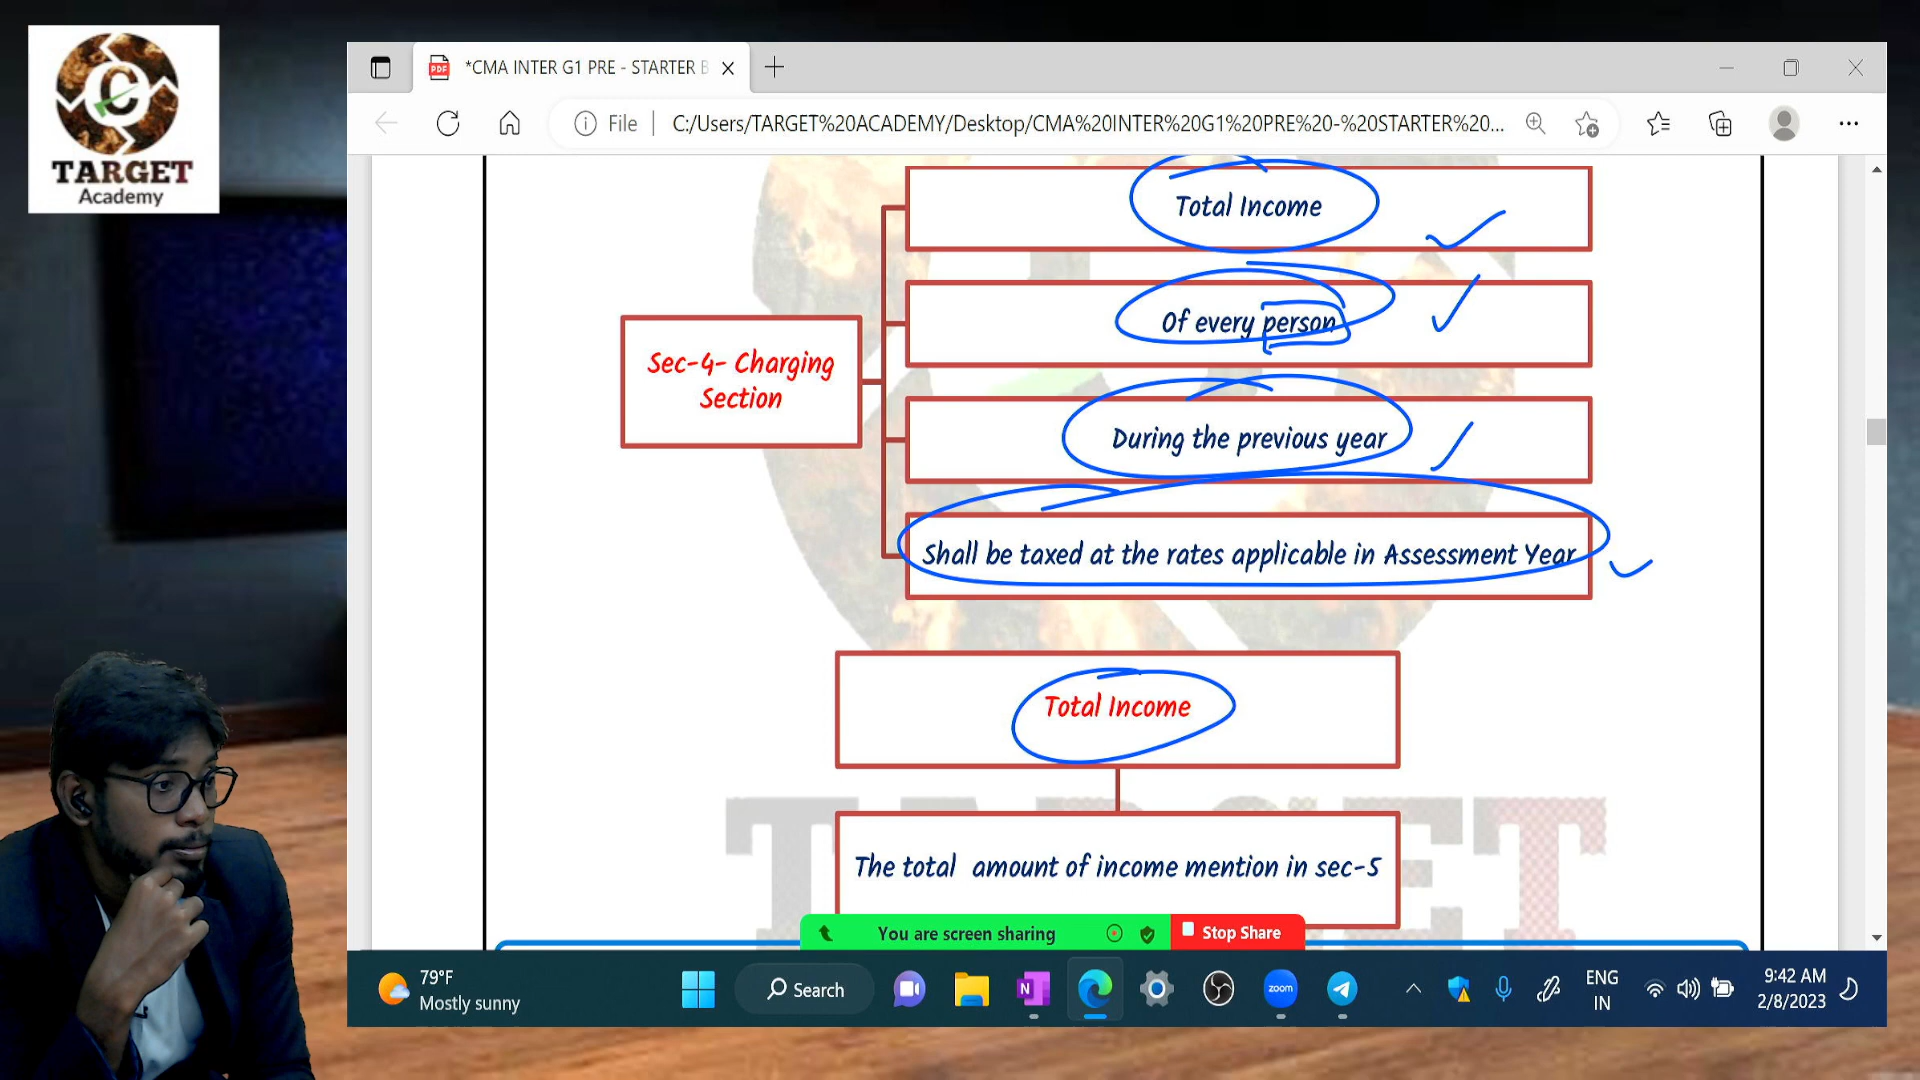 C
TARGET
Academy
*CMA INTER G1 PRE - STARTER B
File
C:/Users/TARGET%20ACADEMY/Desktop/CMA%20INTER%20G1%20PRE%20-%20STARTER%20...
Total Income
Of every person
Sec-4- Charging
Section
During the previous year
Shall be taxed at the rates applicable in Assessment Year
Total Income
The total amount of income mention in sec-5
TARGET
You are screen sharing
Stop Share
79°F
Mostly sunny
Search
zoom
ENG
IN
9:42 AM
2/8/2023